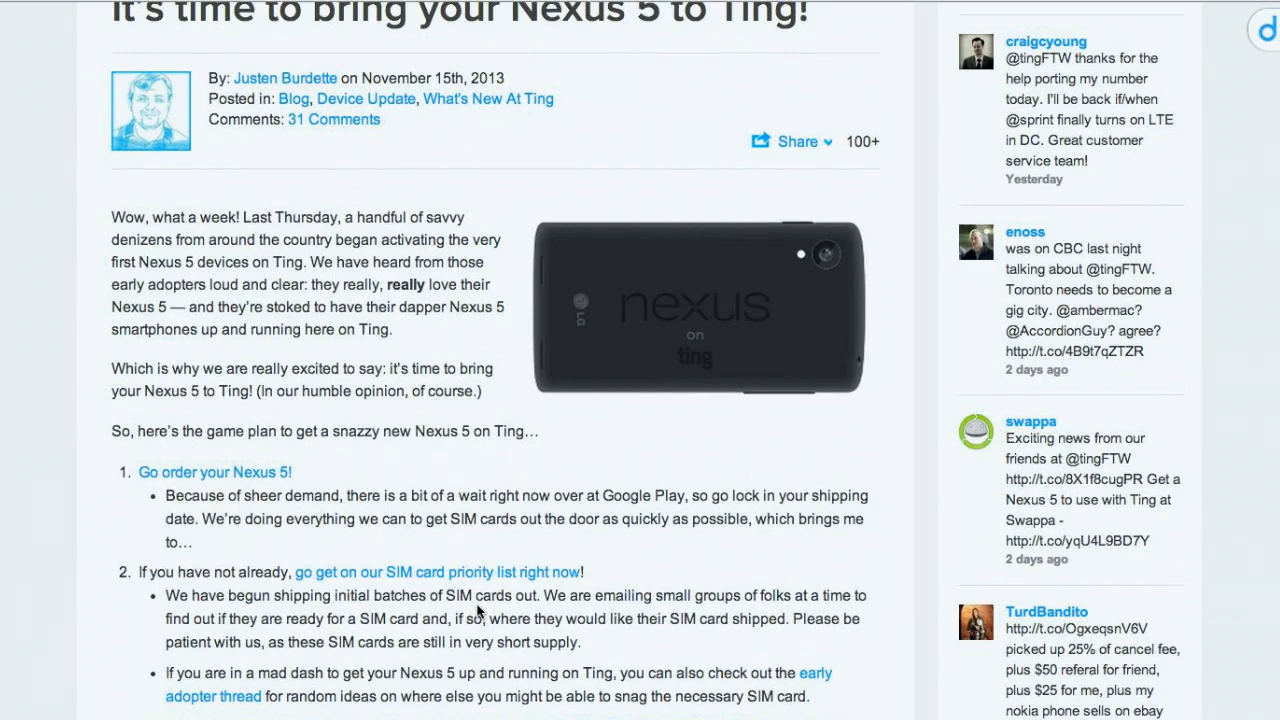 It's time to bring your Nexus 5 to Ting!
By: Justen Burdette on November 15th, 2013
Posted in: Blog, Device Update, What's New At Ting
Comments: 31 Comments
Share 100+
Wow, what a week! Last Thursday, a handful of savvy
denizens from around the country began activating the very
first Nexus 5 devices on Ting. We have heard from those
early adopters loud and clear: they really, really love their
Nexus 5 — and they're stoked to have their dapper Nexus 5
smartphones up and running here on Ting.
Which is why we are really excited to say: it's time to bring
your Nexus 5 to Ting! (In our humble opinion, of course.)
So, here's the game plan to get a snazzy new Nexus 5 on Ting…
LG
nexus
on
ting
1. Go order your Nexus 5!
• Because of sheer demand, there is a bit of a wait right now over at Google Play, so go lock in your shipping
date. We're doing everything we can to get SIM cards out the door as quickly as possible, which brings me
to…
2. If you have not already, go get on our SIM card priority list right now!
• We have begun shipping initial batches of SIM cards out. We are emailing small groups of folks at a time to
find out if they are ready for a SIM card and, if so, where they would like their SIM card shipped. Please be
patient with us, as these SIM cards are still in very short supply.
• If you are in a mad dash to get your Nexus 5 up and running on Ting, you can also check out the early
adopter thread for random ideas on where else you might be able to snag the necessary SIM card.
craigcyoung
@tingFTW thanks for the
help porting my number
today. I'll be back if/when
@sprint finally turns on LTE
in DC. Great customer
service team!
Yesterday
enoss
was on CBC last night
talking about @tingFTW.
Toronto needs to become a
gig city. @ambermac?
@AccordionGuy? agree?
http://t.co/4B9t7qZTZR
2 days ago
swappa
Exciting news from our
friends at @tingFTW
http://t.co/8X1f8cugPR Get a
Nexus 5 to use with Ting at
Swappa -
http://t.co/yqU4L9BD7Y
2 days ago
TurdBandito
http://t.co/OgxeqsnV6V
picked up 25% of cancel fee,
plus $50 referal for friend,
plus $25 for me, plus my
nokia phone sells on ebay
d